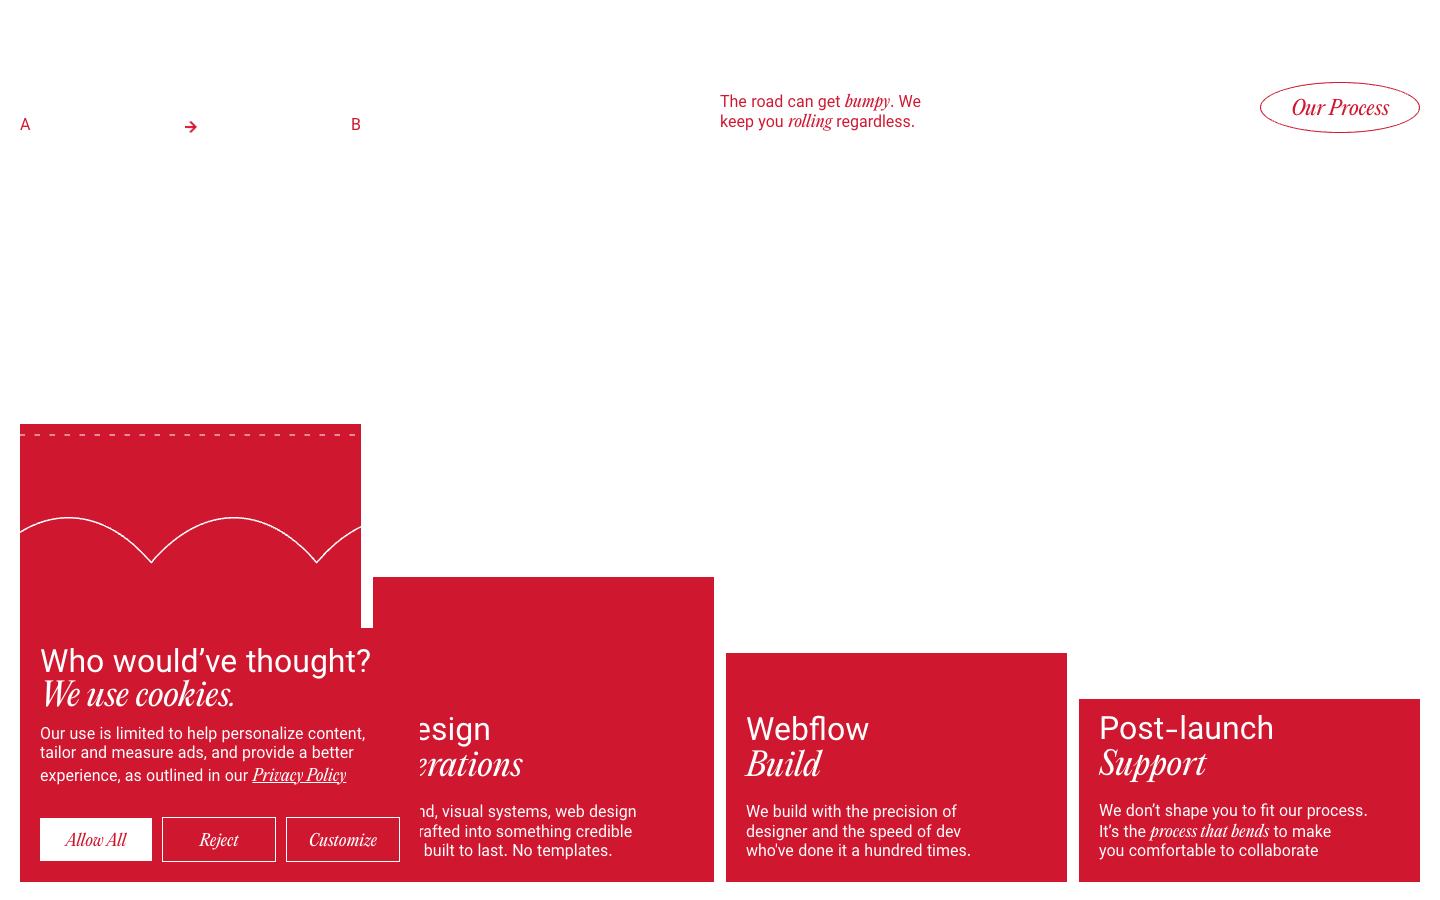 A
B
The road can get bumpy. We
keep you rolling regardless.
Our Process
Who would’ve thought?
We use cookies.
Our use is limited to help personalize content,
tailor and measure ads, and provide a better
experience, as outlined in our Privacy Policy
Allow All
Reject
Customize
esign
erations
visual systems, web design
into something credible
built to last. No templates.
Webflow
Build
We build with the precision of
designer and the speed of dev
who've done it a hundred times.
Post-launch
Support
We don’t shape you to fit our process.
It’s the process that bends to make
you comfortable to collaborate